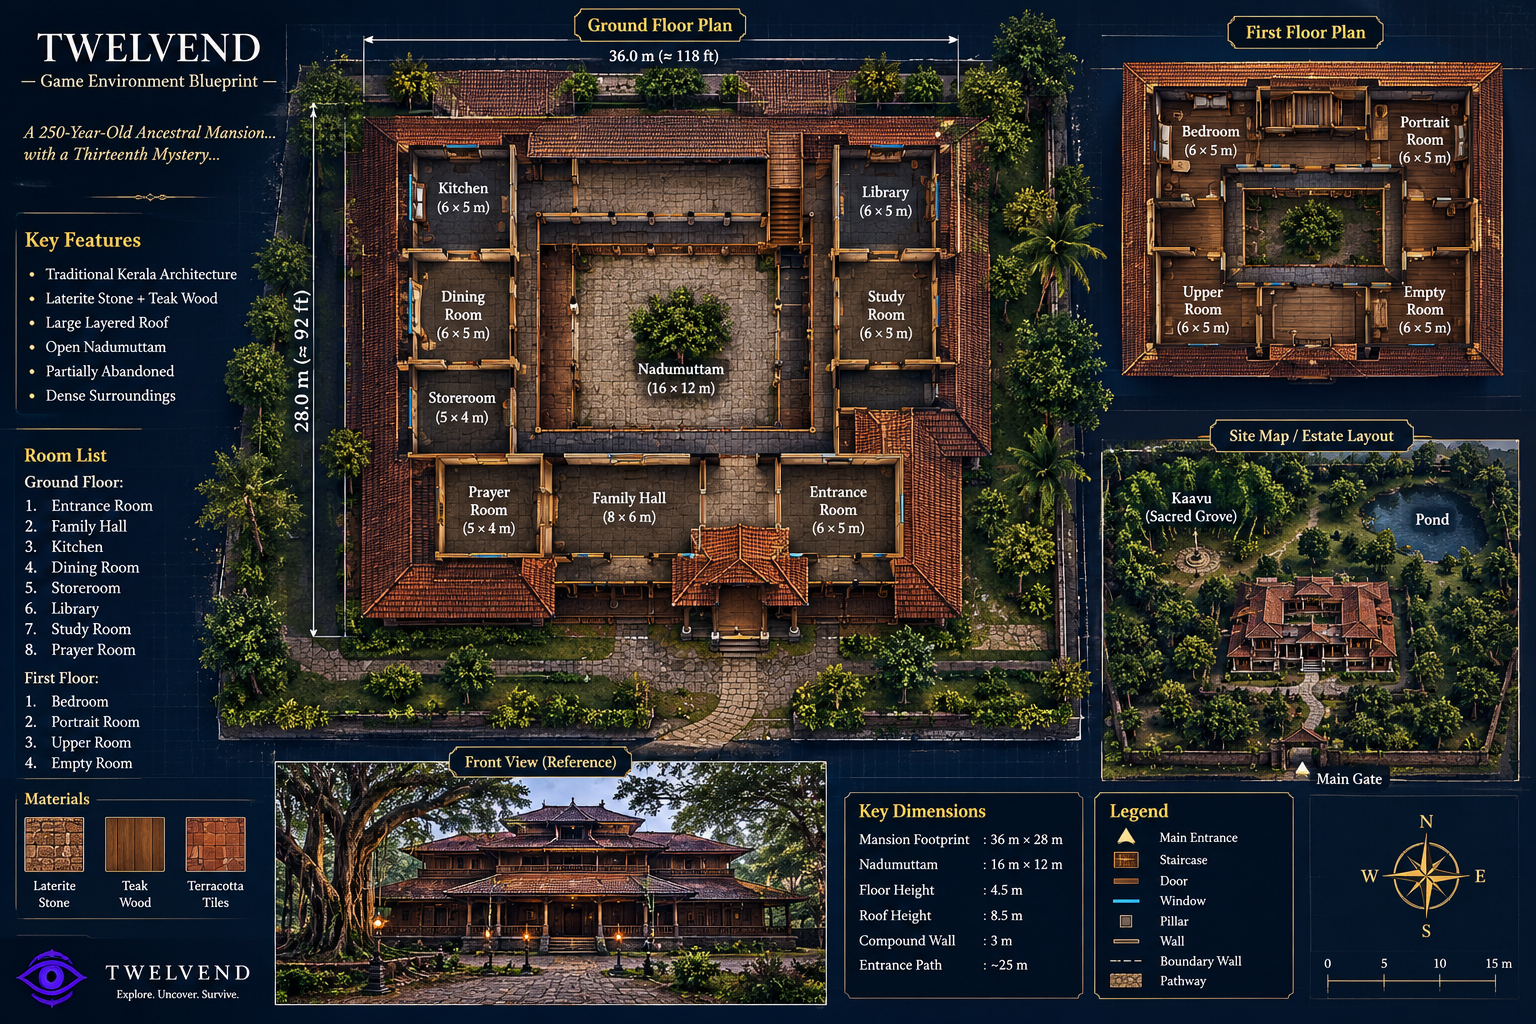 TWELVEND
— Game Environment Blueprint —
A 250-Year-Old Ancestral Mansion...
with a Thirteenth Mystery...
Key Features
• Traditional Kerala Architecture
• Laterite Stone + Teak Wood
• Large Layered Roof
• Open Nadumuttam
• Partially Abandoned
• Dense Surroundings
Room List
Ground Floor:
1. Entrance Room
2. Family Hall
3. Kitchen
4. Dining Room
5. Storeroom
6. Library
7. Study Room
8. Prayer Room
First Floor:
1. Bedroom
2. Portrait Room
3. Upper Room
4. Empty Room
Materials
Laterite
Stone
Teak
Wood
Terracotta
Tiles
TWELVEND
Explore. Uncover. Survive.
Ground Floor Plan
36.0 m (≈ 118 ft)
28.0 m (≈ 92 ft)
Kitchen
(6 × 5 m)
Library
(6 × 5 m)
Dining
Room
(6 × 5 m)
Study
Room
(6 × 5 m)
Nadumuttam
(16 × 12 m)
Storeroom
(5 × 4 m)
Prayer
Room
(5 × 4 m)
Family Hall
(8 × 6 m)
Entrance
Room
(6 × 5 m)
First Floor Plan
Bedroom
(6 × 5 m)
Portrait
Room
(6 × 5 m)
Upper
Room
(6 × 5 m)
Empty
Room
(6 × 5 m)
Site Map / Estate Layout
Kaavu
(Sacred Grove)
Pond
Main Gate
Front View (Reference)
Key Dimensions
Mansion Footprint : 36 m × 28 m
Nadumuttam : 16 m × 12 m
Floor Height : 4.5 m
Roof Height : 8.5 m
Compound Wall : 3 m
Entrance Path : ~25 m
Legend
Main Entrance
Staircase
Door
Window
Pillar
Wall
Boundary Wall
Pathway
N
W E
S
0 5 10 15 m